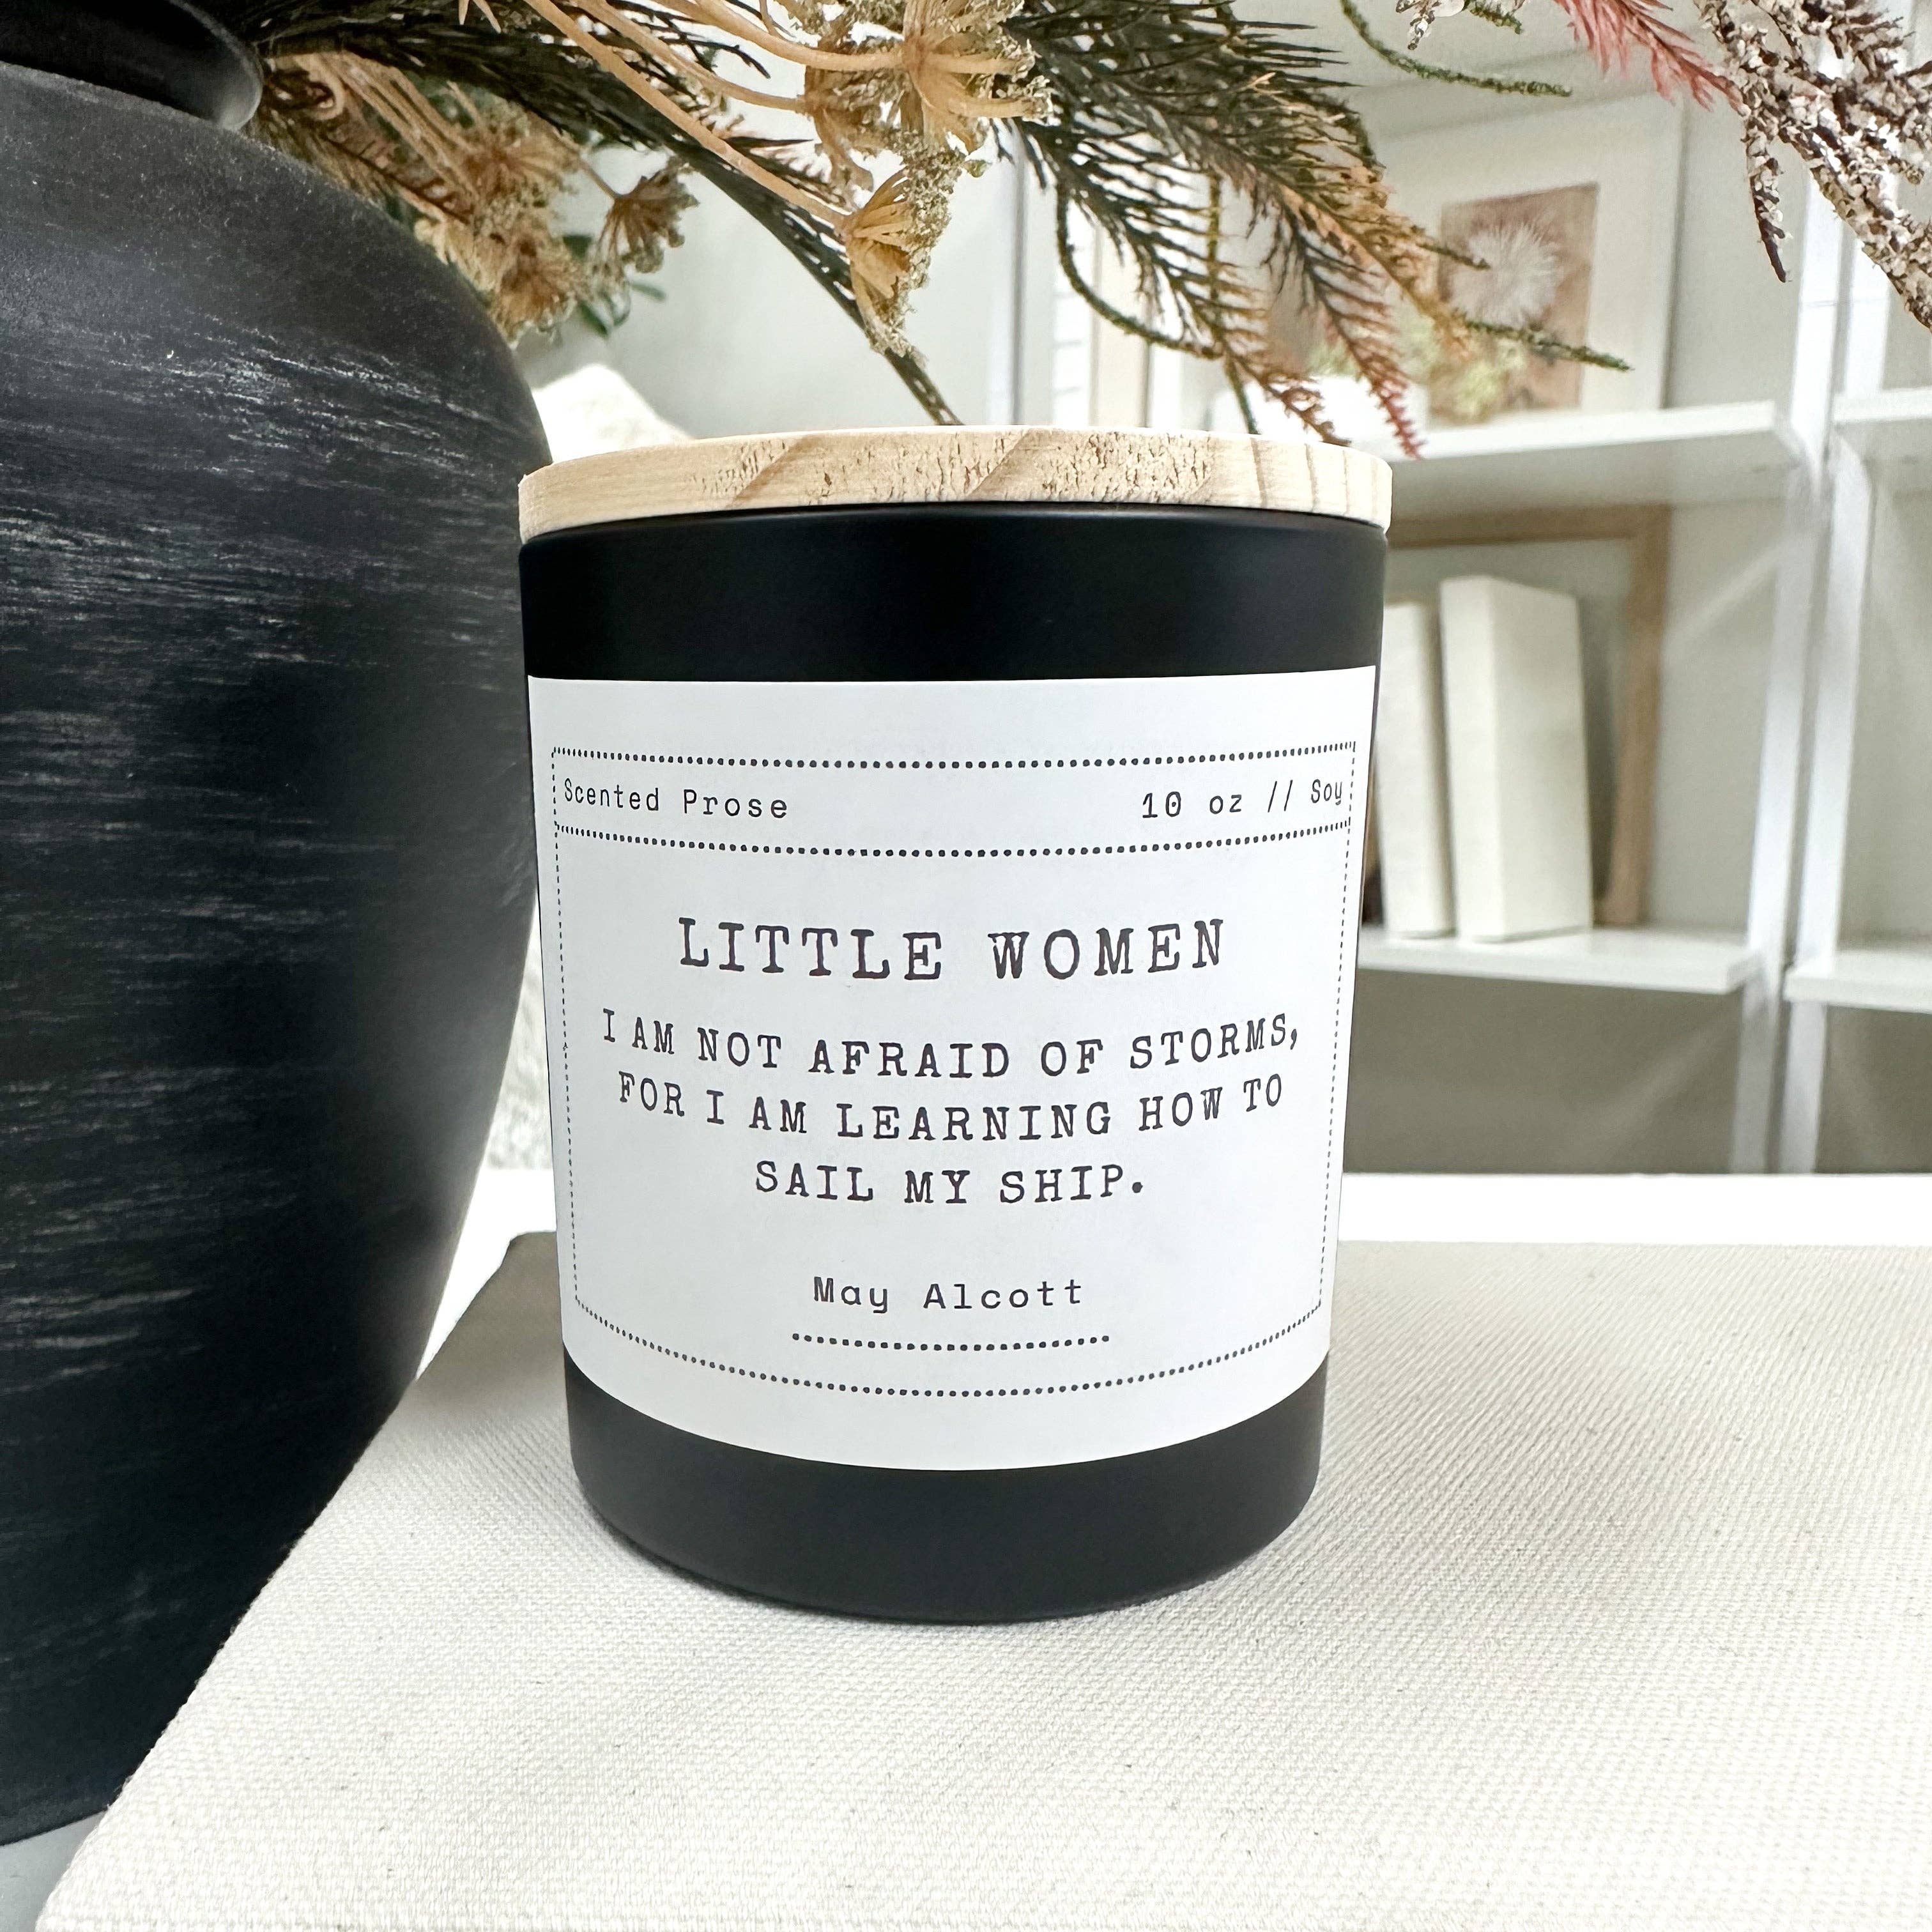 Scented Prose 10 oz // Soy
LITTLE WOMEN
I AM NOT AFRAID OF STORMS,
FOR I AM LEARNING HOW TO
SAIL MY SHIP.
May Alcott